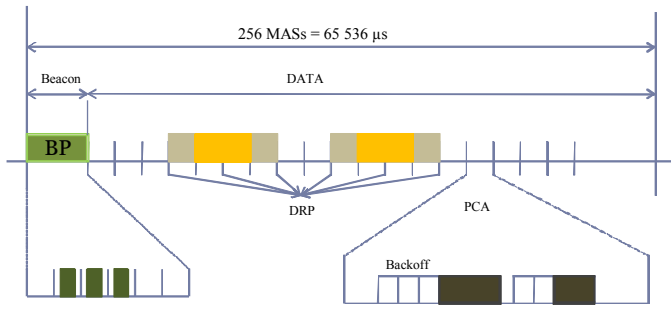 256 MASs = 65 536 µs
Beacon
DATA
BP
DRP
PCA
Backoff